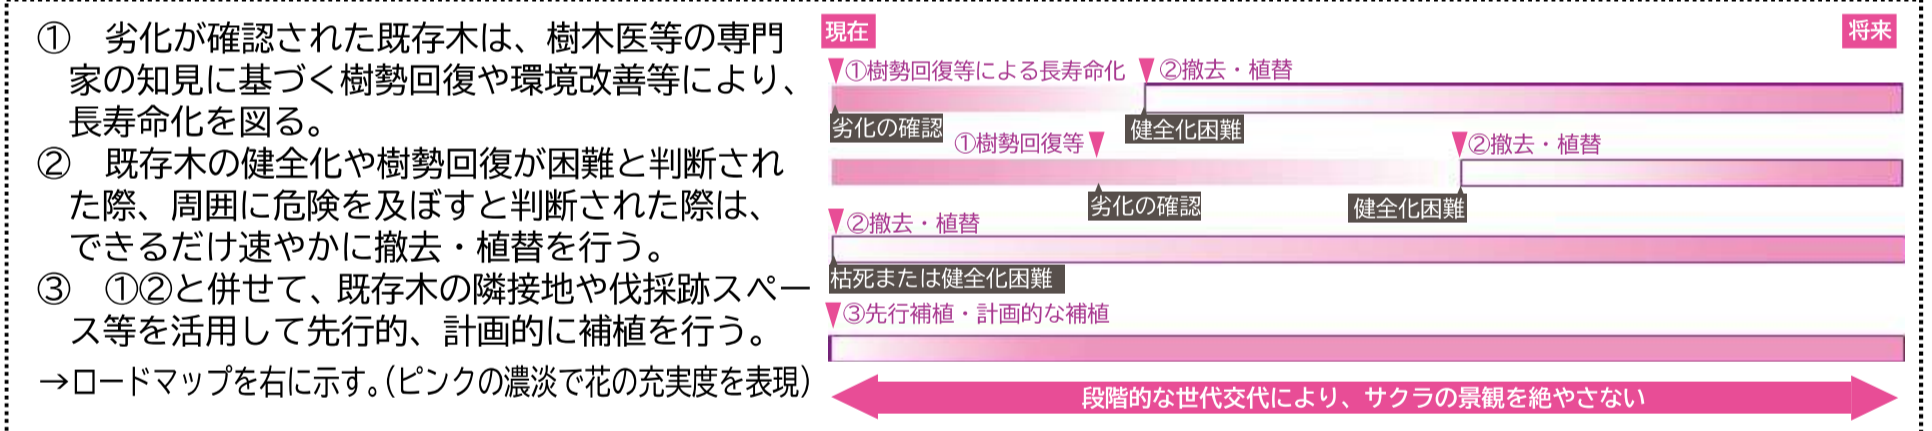 ① 劣化が確認された既存木は、樹木医等の専門
家の知見に基づく樹勢回復や環境改善等により、
長寿命化を図る。
② 既存木の健全化や樹勢回復が困難と判断され
た際、周囲に危険を及ぼすと判断された際は、
できるだけ速やかに撤去・植替を行う。
③ ①②と併せて、既存木の隣接地や伐採跡スペー
ス等を活用して先行的、計画的に補植を行う。
→ロードマップを右に示す。(ピンクの濃淡で花の充実度を表現)
現在
将来
▼①樹勢回復等による長寿命化
▼②撤去・植替
劣化の確認
健全化困難
①樹勢回復等▼
▼②撤去・植替
劣化の確認
健全化困難
▼②撤去・植替
枯死または健全化困難
▼③先行補植・計画的な補植
段階的な世代交代により、サクラの景観を絶やさない